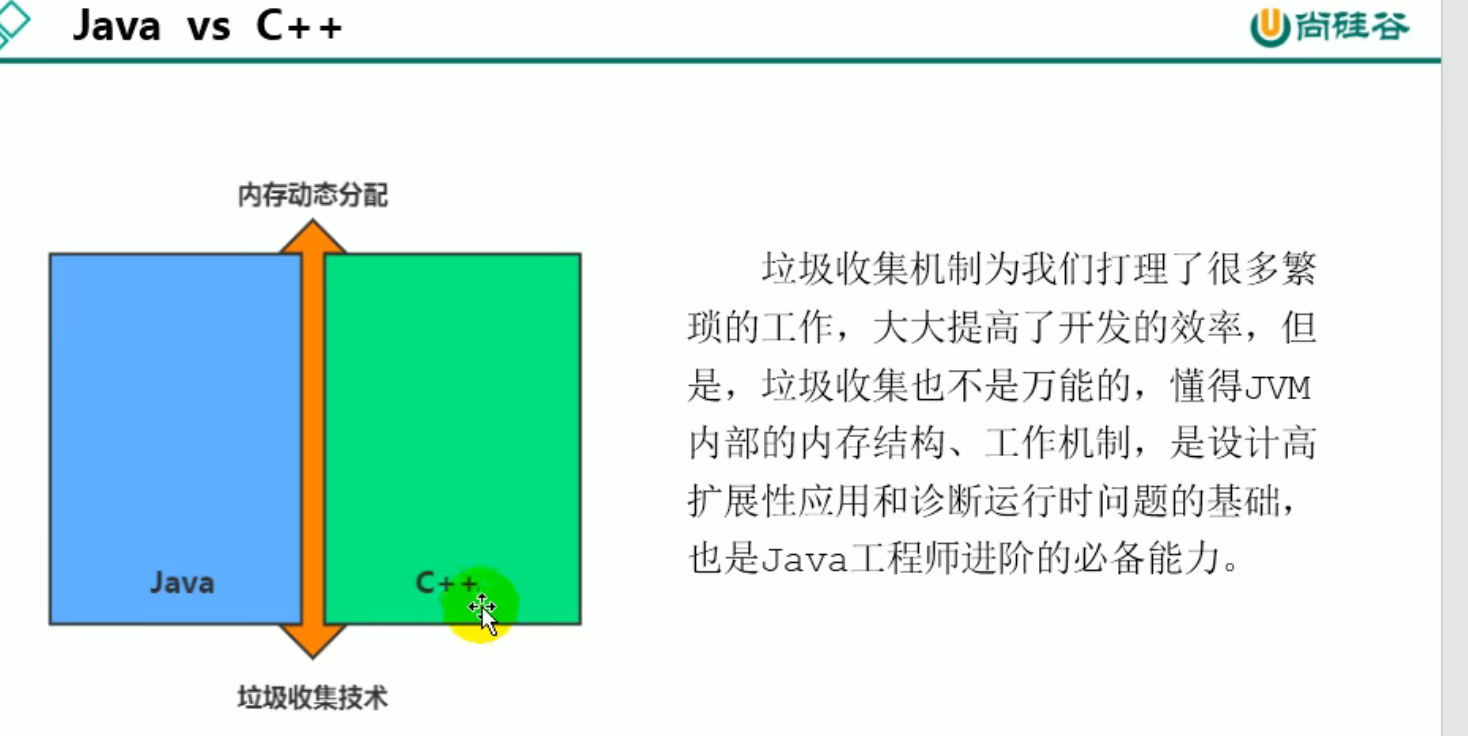 Java vs C++
尚硅谷
内存动态分配
Java
C++
垃圾收集技术
垃圾收集机制为我们打理了很多繁
琐的工作，大大提高了开发的效率，但
是，垃圾收集也不是万能的，懂得JVM
内部的内存结构、工作机制，是设计高
扩展性应用和诊断运行时问题的基础，
也是Java工程师进阶的必备能力。